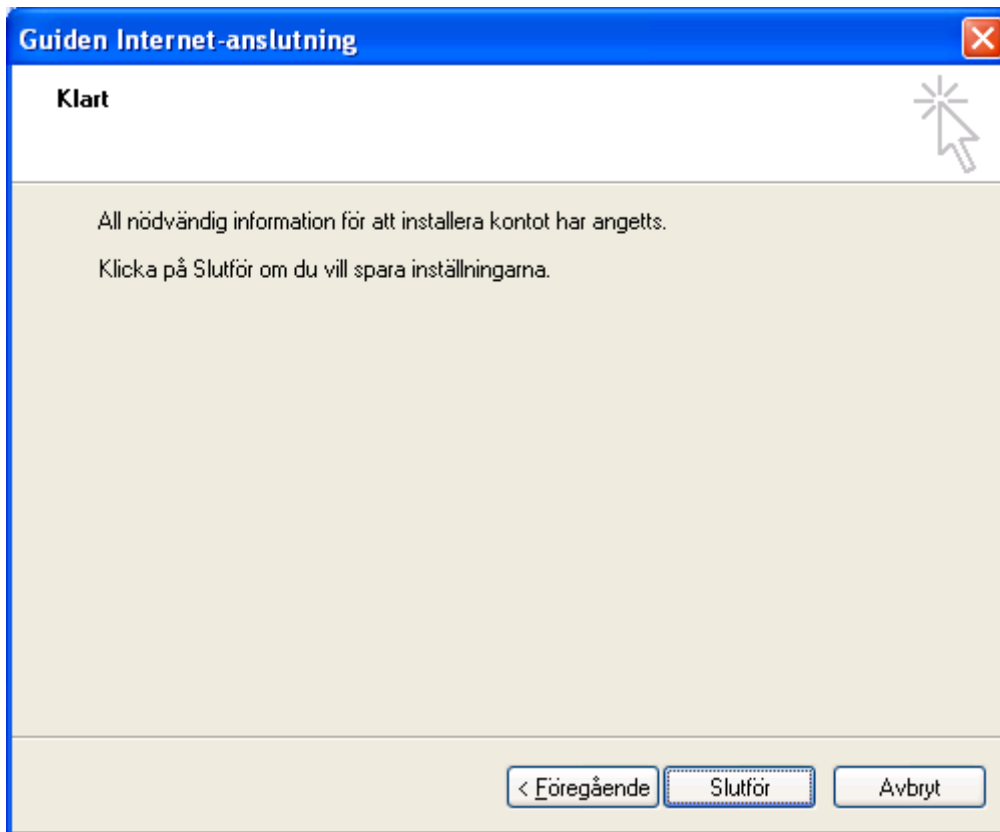 Guiden Internet-anslutning
Klart
All nödvändig information för att installera kontot har angetts.
Klicka på Slutför om du vill spara inställningarna.
< Föregående
Slutför
Avbryt